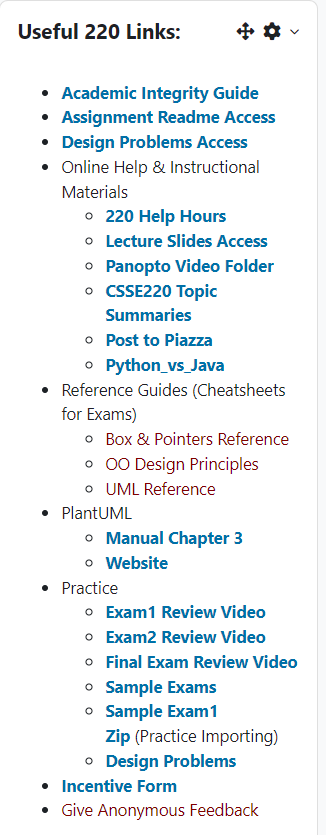 Useful 220 Links:
Academic Integrity Guide
Assignment Readme Access
Design Problems Access
Online Help & Instructional
Materials
220 Help Hours
Lecture Slides Access
Panopto Video Folder
CSSE220 Topic
Summaries
Post to Piazza
Python_vs_Java
Reference Guides (Cheatsheets
for Exams)
Box & Pointers Reference
OO Design Principles
UML Reference
PlantUML
Manual Chapter 3
Website
Practice
Exam1 Review Video
Exam2 Review Video
Final Exam Review Video
Sample Exams
Sample Exam1
Zip (Practice Importing)
Design Problems
Incentive Form
Give Anonymous Feedback